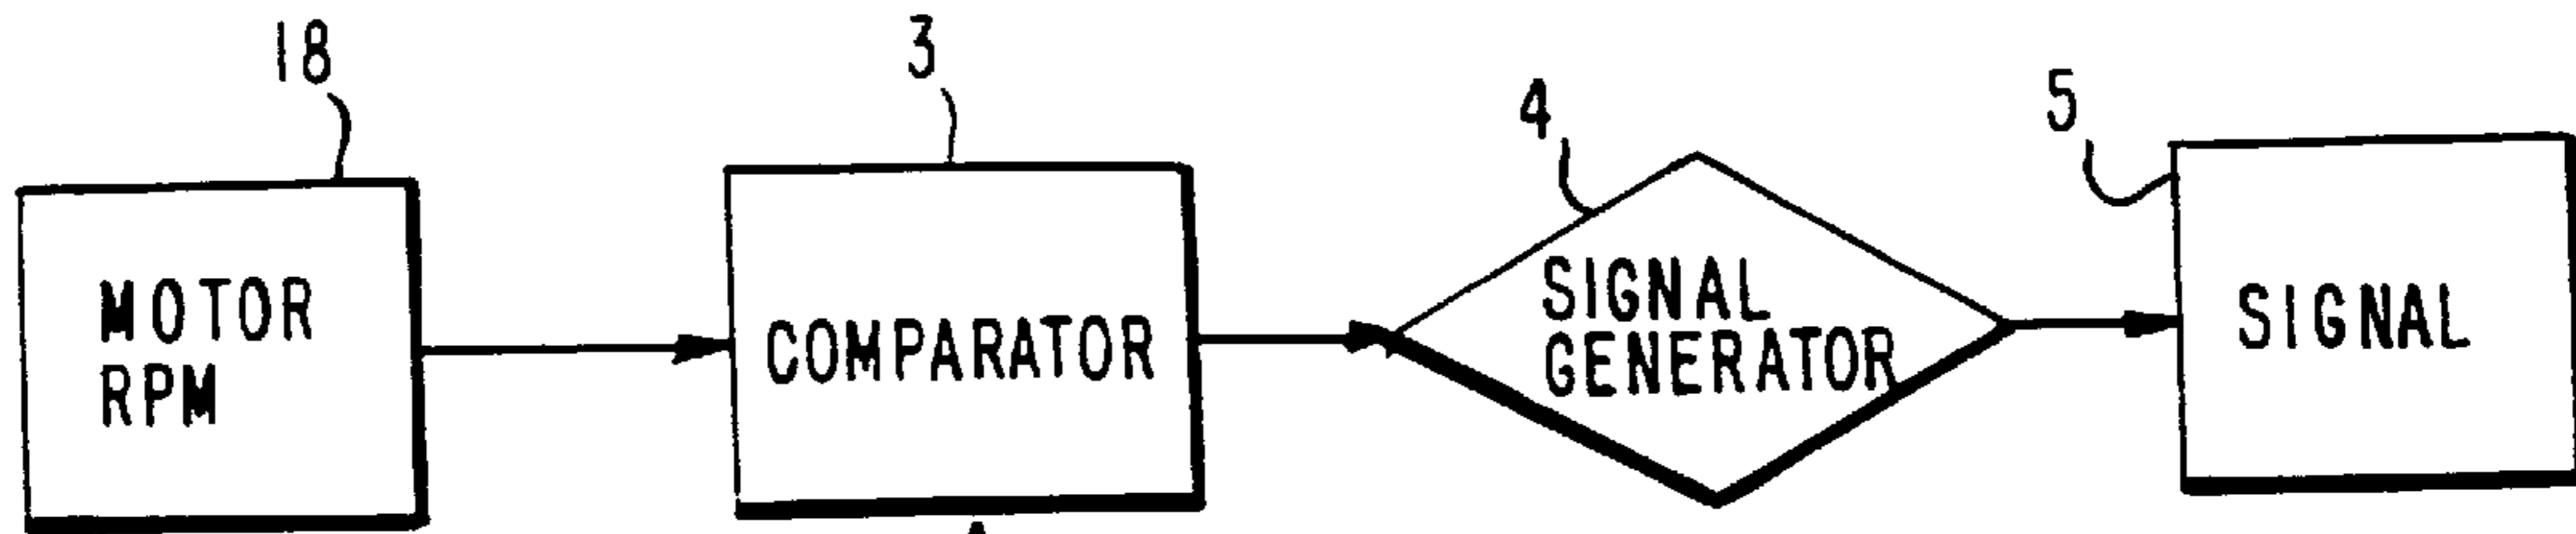 18
3
4
5
MOTOR
RPM
COMPARATOR
SIGNAL
GENERATOR
SIGNAL